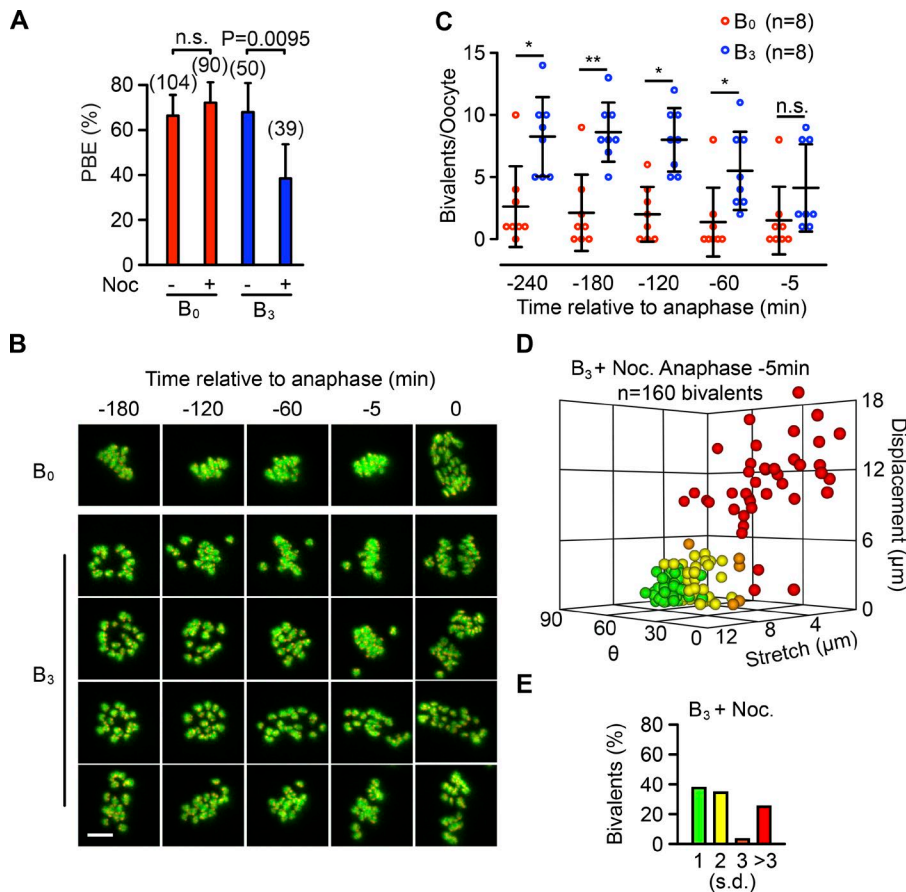 A
n.s.
P=0.0095
(104)
(90)
(50)
(39)
80
60
40
20
0
PBE (%)
Noc
- + - +
B₀ B₃
C
B₀ (n=8)
B₃ (n=8)
* ** * * n.s.
15
10
5
0
Bivalents/Oocyte
-240 -180 -120 -60 -5
Time relative to anaphase (min)
B
Time relative to anaphase (min)
-180 -120 -60 -5 0
B₀
B₃
D
B₃ + Noc. Anaphase -5min
n=160 bivalents
18
12
6
0
Displacement (µm)
90 60 30 0
θ
12 8 4
Stretch (µm)
E
B₃ + Noc.
80
60
40
20
0
Bivalents (%)
1 2 3 >3
(s.d.)